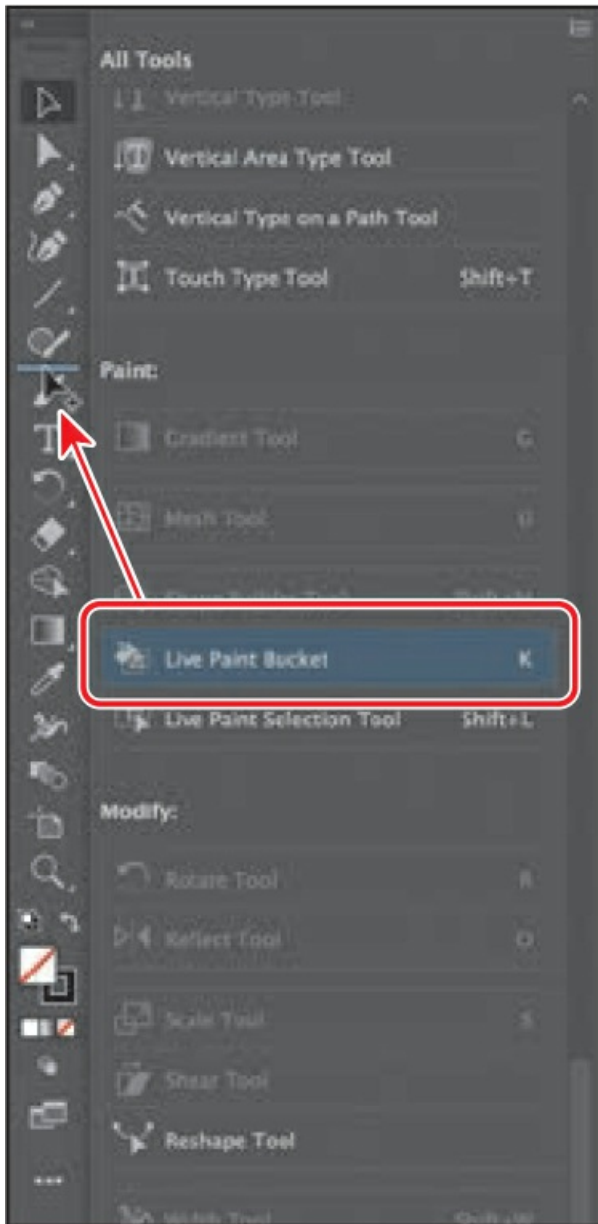 All Tools
Vertical Type Tool
Vertical Area Type Tool
Vertical Type on a Path Tool
Touch Type Tool Shift+T
Paint:
Gradient Tool G
Mesh Tool U
Live Paint Bucket K
Live Paint Selection Tool Shift+L
Modify:
Rotate Tool R
Reflect Tool O
Scale Tool S
Shear Tool
Reshape Tool
Width Tool Shift+W